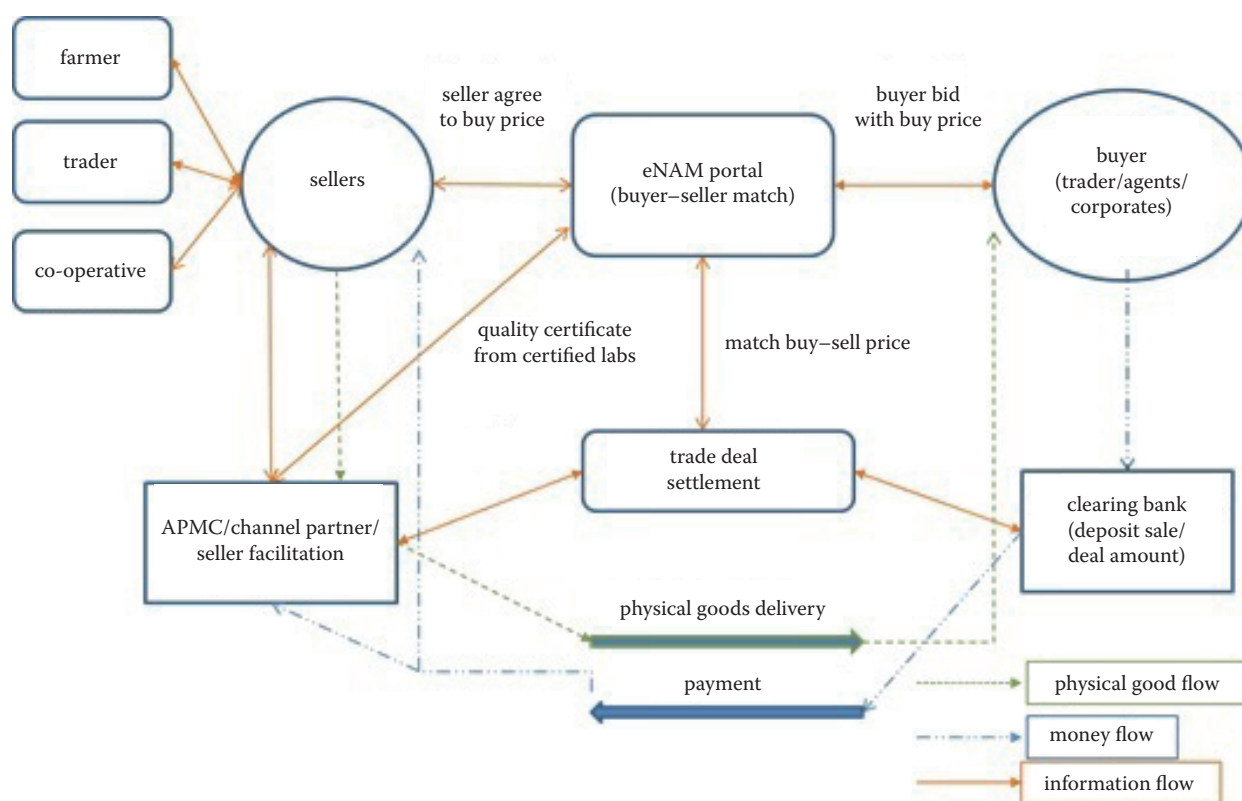 farmer
trader
co-operative
sellers
seller agree
to buy price
eNAM portal
(buyer–seller match)
buyer bid
with buy price
buyer
(trader/agents/
corporates)
quality certificate
from certified labs
match buy–sell price
trade deal
settlement
APMC/channel partner/
seller facilitation
clearing bank
(deposit sale/
deal amount)
physical goods delivery
payment
physical good flow
money flow
information flow